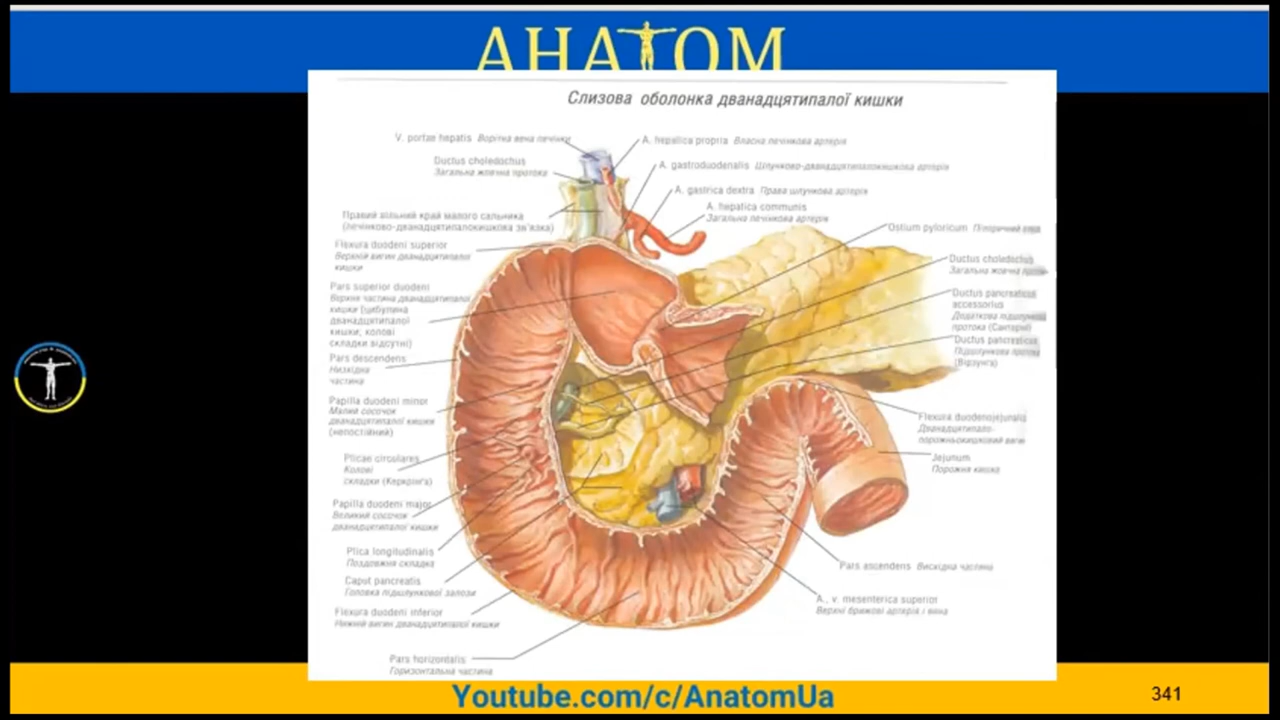 АНАТОМ
Слизова оболонка дванадцятипалої кишки
V. portae hepatis Ворітна вена печінки
A. hepatica propria Власна печінкова артерія
Ductus choledochus
Загальна жовчна протока
A. gastroduodenalis Шлунково-дванадцятипалокишкова артерія
A. gastrica dextra Права шлункова артерія
A. hepatica communis
Загальна печінкова артерія
Правий вільний край малого сальника
(печінково-дванадцятипалокишкова зв'язка)
Ostium pyloricum Пілоричний
Flexura duodeni superior
Верхній вигин дванадцятипалої
кишки
Ductus choledochus
Загальна жовчна
Pars superior duodeni
Верхня частина дванадцятипалої
кишки (цибулина
дванадцятипалої
кишки; колові
складки відсутні)
Ductus pancreaticus
accessorius
Додаткова підшлункова
протока (Санторіні)
Ductus pancreaticus
Підшлункова протока
(Вірзунга)
Pars descendens
Низхідна
частина
Papilla duodeni minor
Малий сосочок
дванадцятипалої кишки
(непостійний)
Flexura duodenojejunalis
Дванадцятипало-
порожньокишковий вигин
Jejunum
Порожня кишка
Plicae circulares
Колові
складки (Керкрінга)
Papilla duodeni major
Великий сосочок
дванадцятипалої кишки
Plica longitudinalis
Поздовжня складка
Caput pancreatis
Головка підшлункової залози
Flexura duodeni inferior
Нижній вигин дванадцятипалої кишки
Pars ascendens Висхідна частина
A., v. mesenterica superior
Верхні брижові артерія і вена
Pars horizontalis
Горизонтальна частина
Youtube.com/c/AnatomUa
341